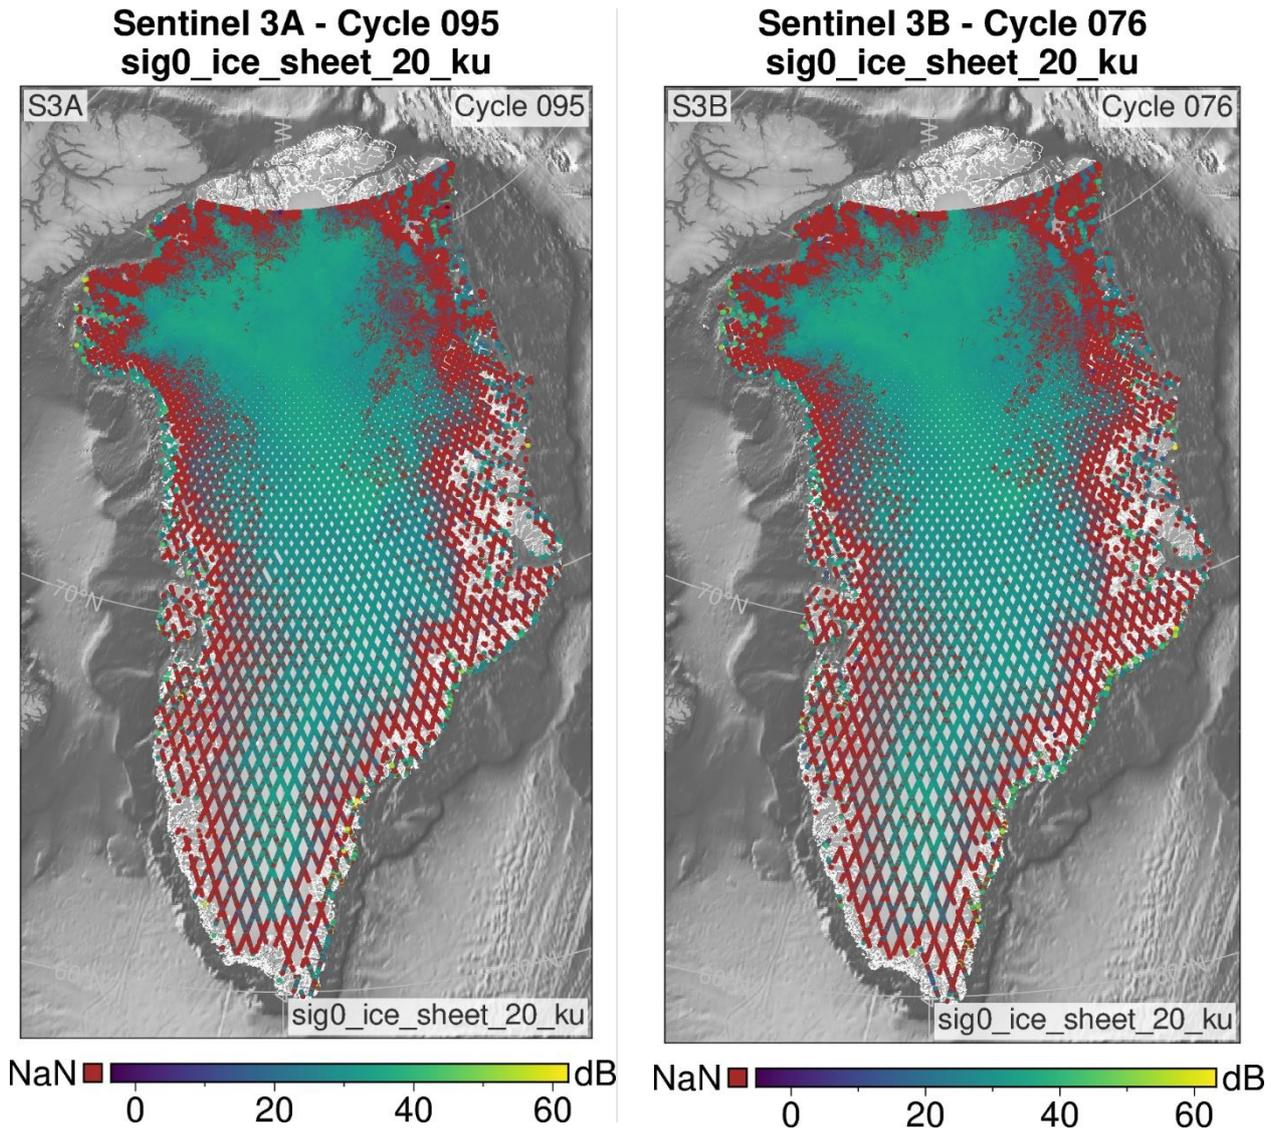 Sentinel 3A - Cycle 095
sig0_ice_sheet_20_ku
S3A
Cycle 095
W
70°N
sig0_ice_sheet_20_ku
NaN
dB
0 20 40 60
Sentinel 3B - Cycle 076
sig0_ice_sheet_20_ku
S3B
Cycle 076
W
70°N
sig0_ice_sheet_20_ku
NaN
dB
0 20 40 60